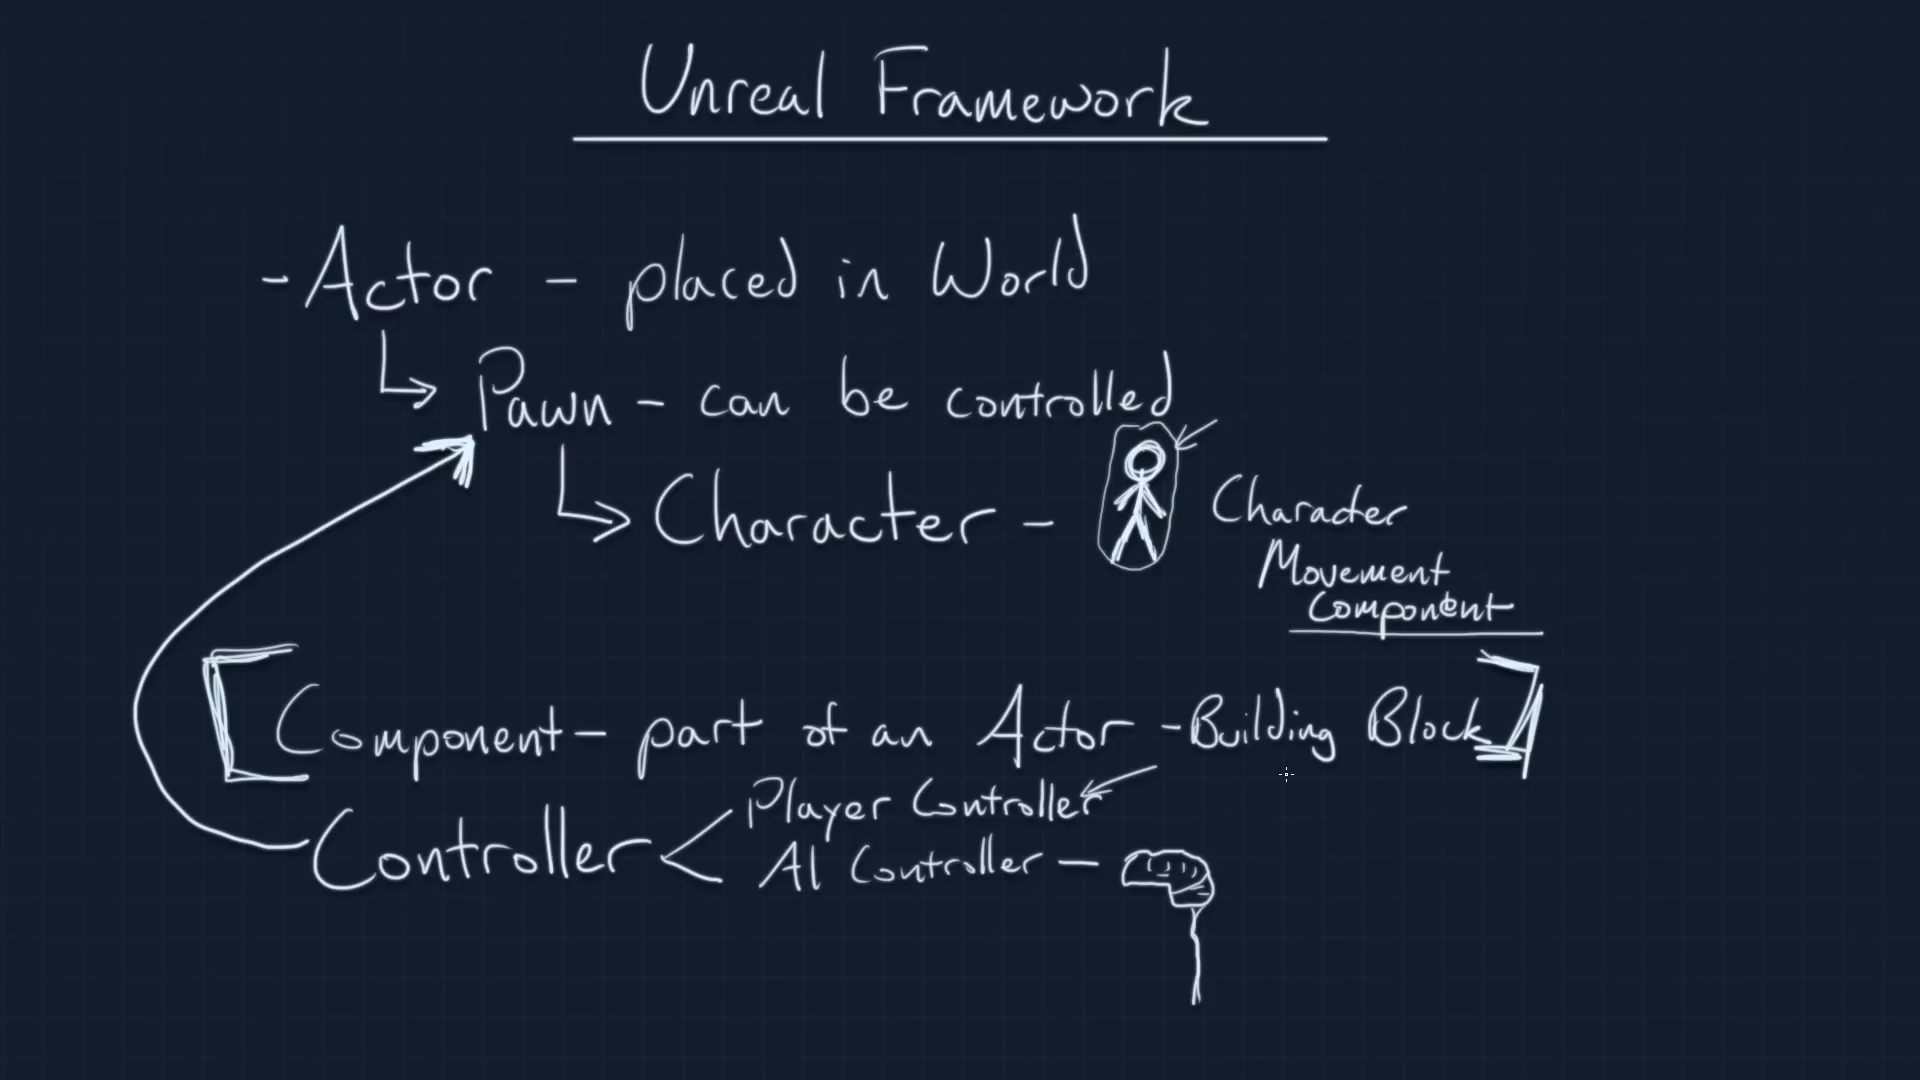 Unreal Framework
- Actor - placed in World
Pawn - can be controlled
Character -
Character
Movement
Component
Component - part of an Actor - Building Block
Player Controller
Controller
AI Controller -